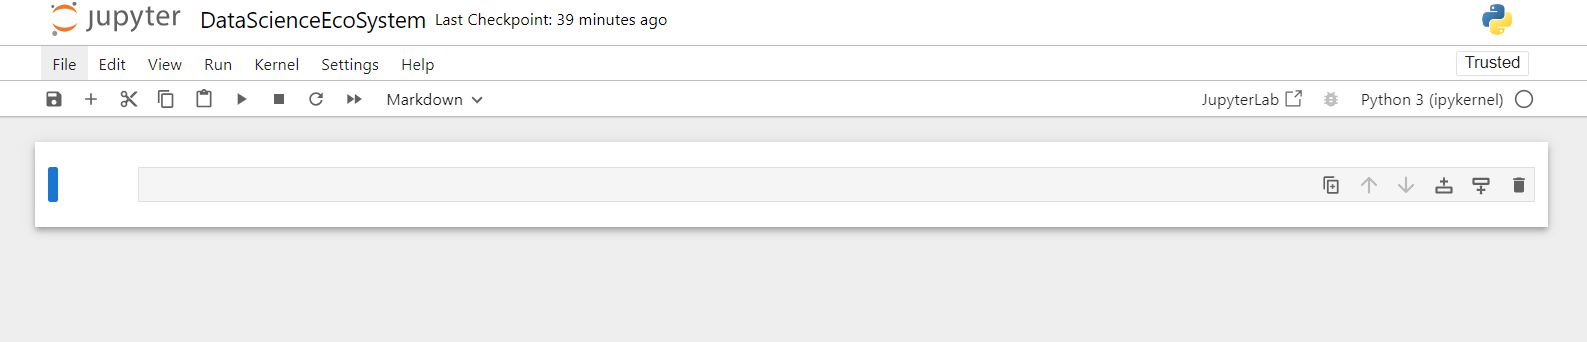 jupyter DataScienceEcoSystem Last Checkpoint: 39 minutes ago
File Edit View Run Kernel Settings Help Trusted
Markdown JupyterLab Python 3 (ipykernel)